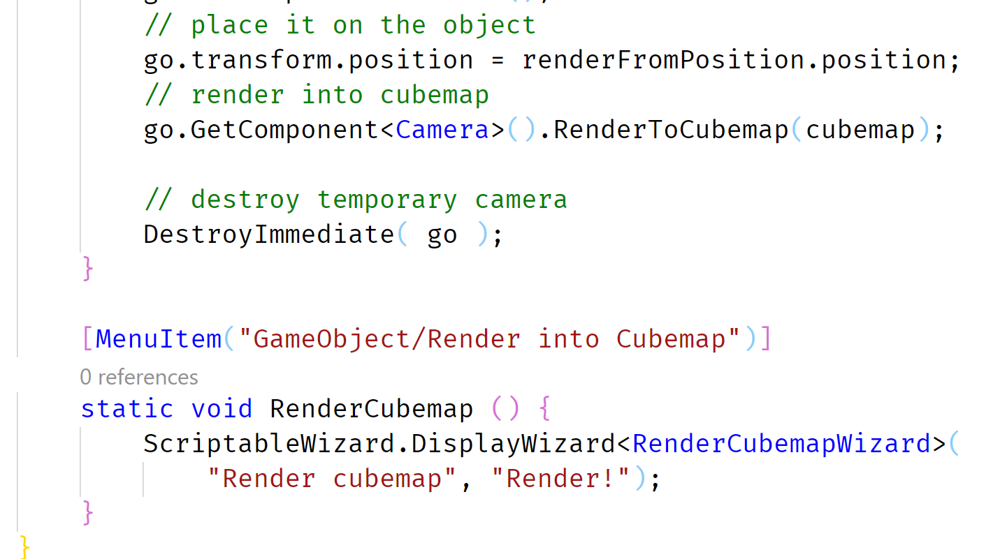 // place it on the object
go.transform.position = renderFromPosition.position;
// render into cubemap
go.GetComponent<Camera>().RenderToCubemap(cubemap);
// destroy temporary camera
DestroyImmediate( go );
}
[MenuItem("GameObject/Render into Cubemap")]
0 references
static void RenderCubemap () {
ScriptableWizard.DisplayWizard<RenderCubemapWizard>(
"Render cubemap", "Render!");
}
}